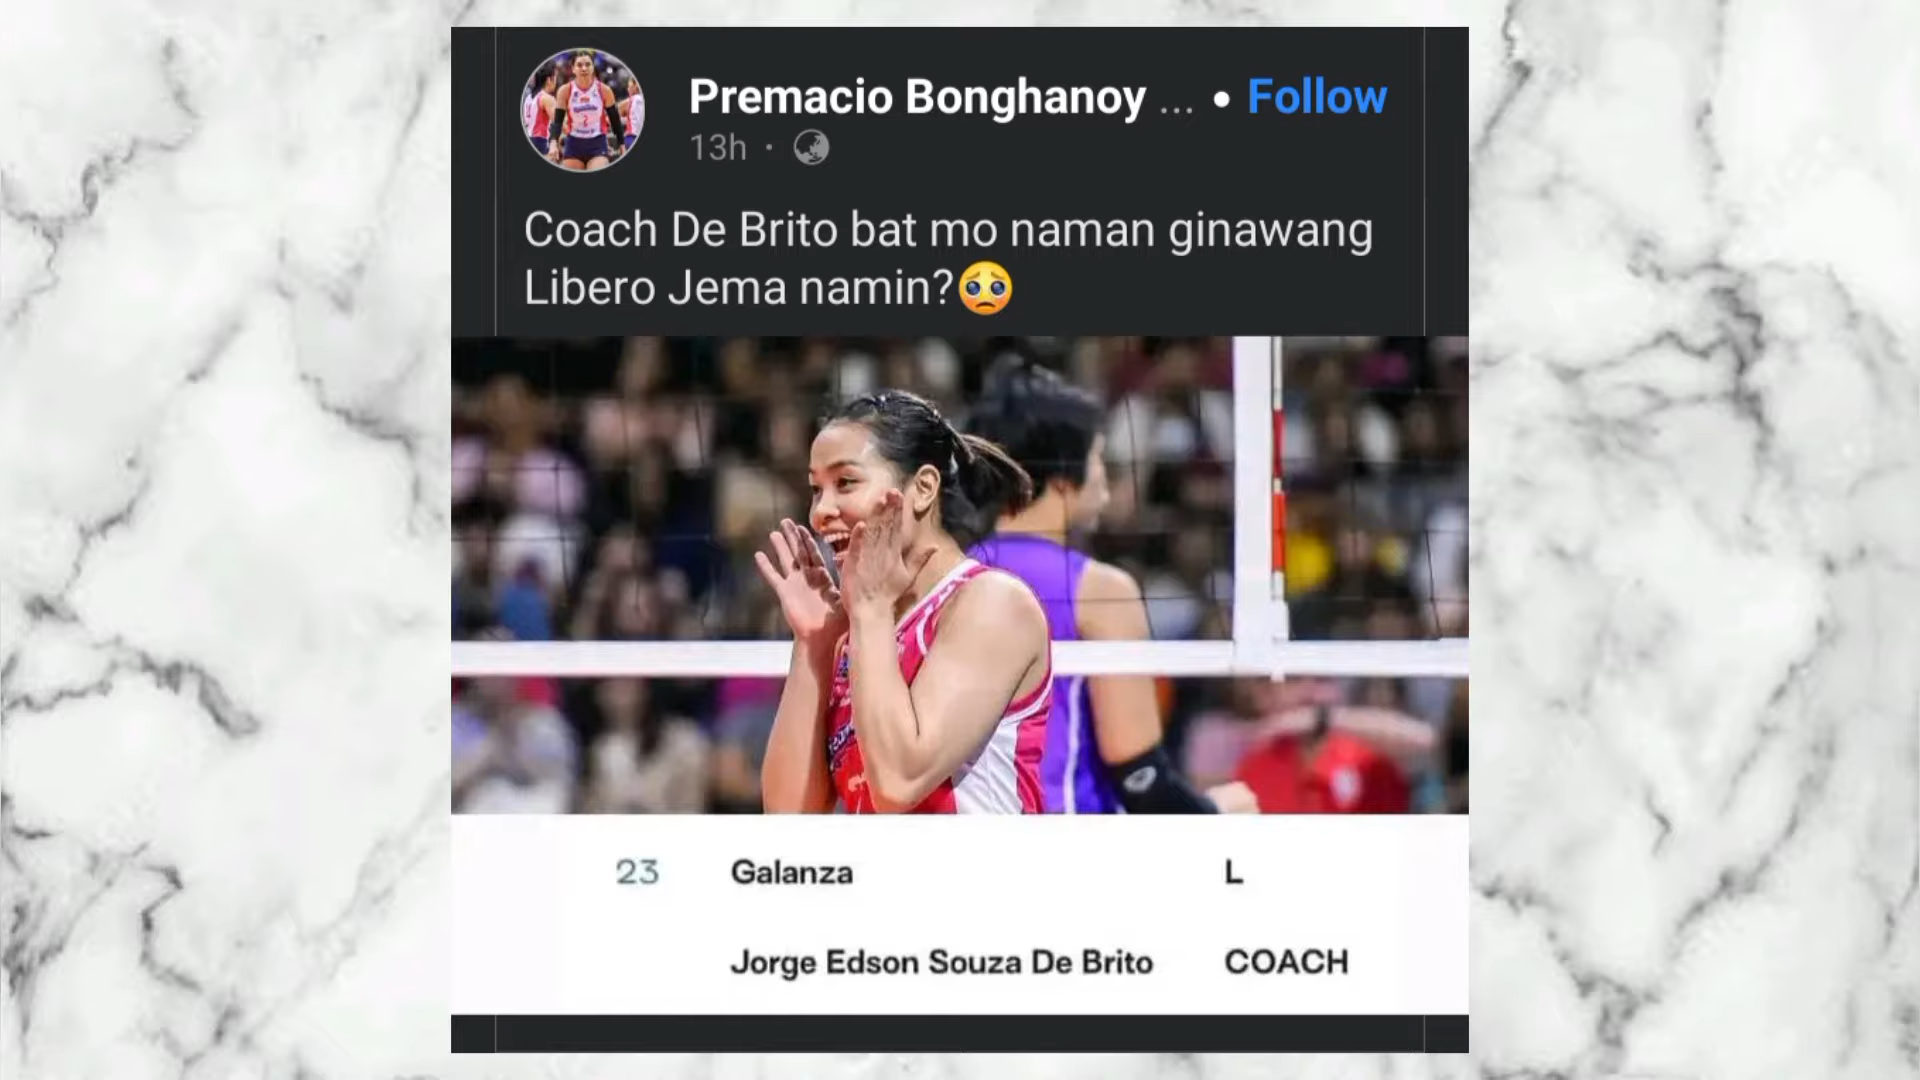 Premacio Bonghanoy ... • Follow
13h ·
Coach De Brito bat mo naman ginawang
Libero Jema namin?🥺
23 Galanza L
Jorge Edson Souza De Brito COACH